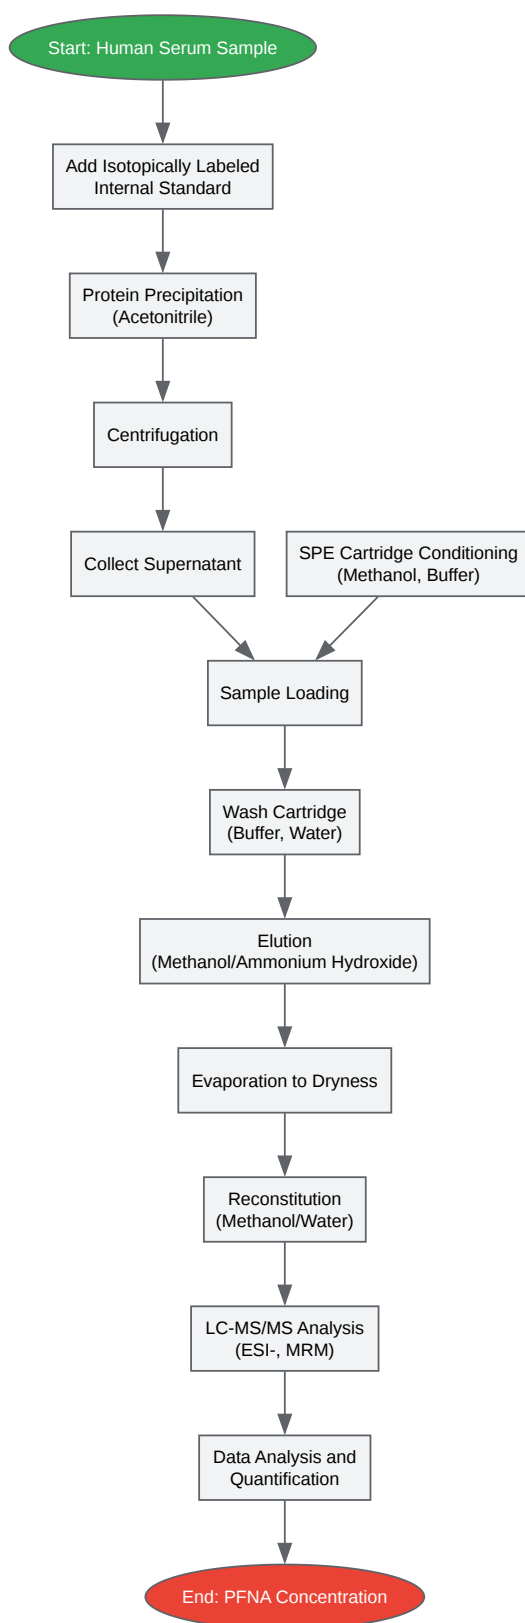 Start: Human Serum Sample
Add Isotopically Labeled
Internal Standard
Protein Precipitation
(Acetonitrile)
Centrifugation
Collect Supernatant
SPE Cartridge Conditioning
(Methanol, Buffer)
Sample Loading
Wash Cartridge
(Buffer, Water)
Elution
(Methanol/Ammonium Hydroxide)
Evaporation to Dryness
Reconstitution
(Methanol/Water)
LC-MS/MS Analysis
(ESI-, MRM)
Data Analysis and
Quantification
End: PFNA Concentration